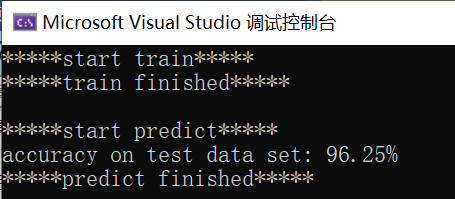 Microsoft Visual Studio 调试控制台
*****start train*****
*****train finished*****
*****start predict*****
accuracy on test data set: 96.25%
*****predict finished*****